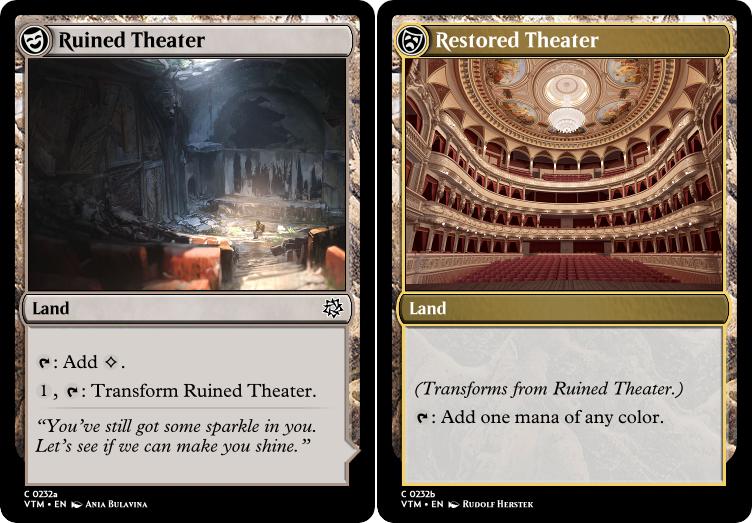 Ruined Theater
Land
: Add .
1 , : Transform Ruined Theater.
“You’ve still got some sparkle in you.
Let’s see if we can make you shine.”
C 0232a
VTM • EN Ania Bulavina
Restored Theater
Land
(Transforms from Ruined Theater.)
: Add one mana of any color.
C 0232b
VTM • EN Rudolf Herstek